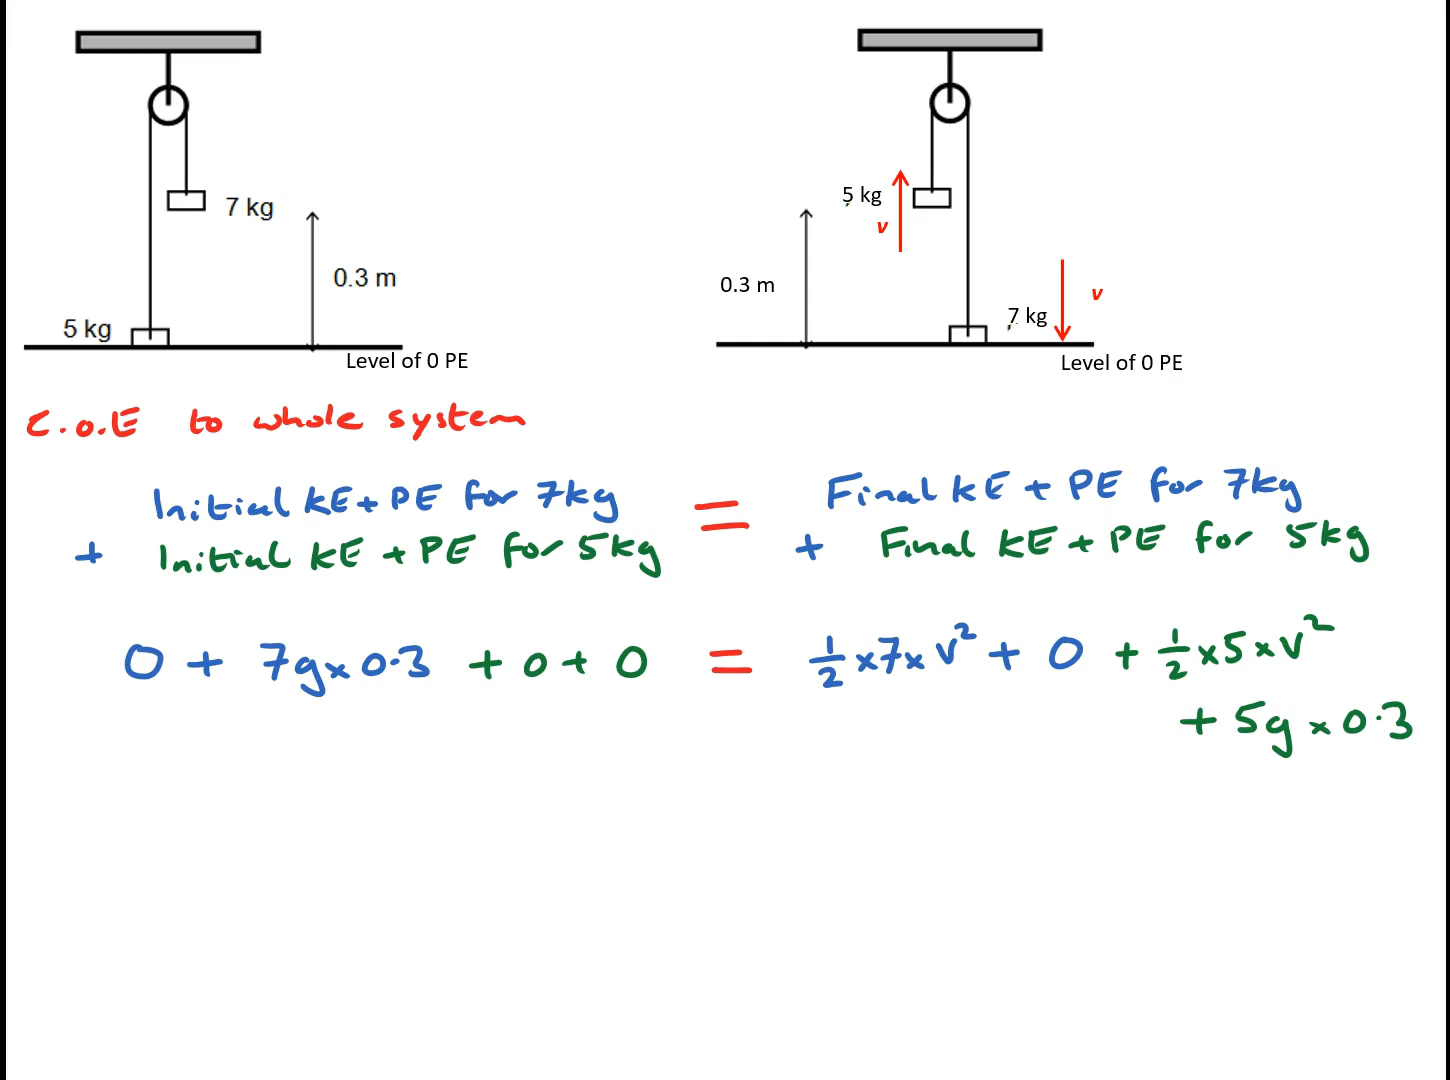 7 kg
0.3 m
5 kg
Level of 0 PE
5 kg
v
0.3 m
v
7 kg
Level of 0 PE
C.o.E to whole system
Initial KE + PE for 7kg = Final KE + PE for 7kg
+ Initial KE + PE for 5kg + Final KE + PE for 5kg
0 + 7g x 0.3 + 0 + 0 = ½ x 7 x v² + 0 + ½ x 5 x v²
+ 5g x 0.3